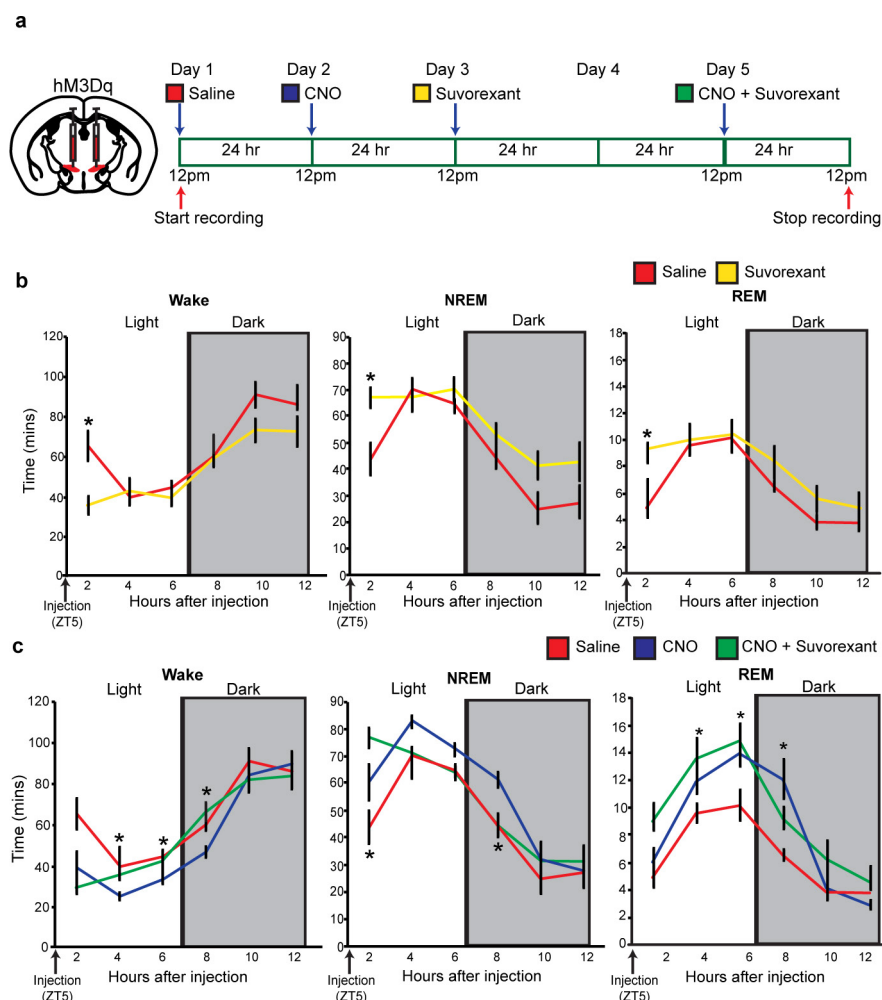 a
hM3Dq
Day 1 Day 2 Day 3 Day 4 Day 5
Saline CNO Suvorexant CNO + Suvorexant
24 hr 24 hr 24 hr 24 hr 24 hr
12pm 12pm 12pm 12pm 12pm
Start recording Stop recording
b
Saline Suvorexant
Wake NREM REM
Light Dark Light Dark Light Dark
Time (mins)
120
100
80
60
40
20
0
*
2 4 6 8 10 12
Injection
(ZT5)
Hours after injection
90
80
70
60
50
40
30
20
10
0
*
2 4 6 8 10 12
Injection
(ZT5)
Hours after injection
18
16
14
12
10
8
6
4
2
0
*
2 4 6 8 10 12
Injection
(ZT5)
Hours after injection
c
Saline CNO CNO + Suvorexant
Wake NREM REM
Light Dark Light Dark Light Dark
Time (mins)
120
100
80
60
40
20
0
* * *
2 4 6 8 10 12
Injection
(ZT5)
Hours after injection
90
80
70
60
50
40
30
20
10
0
* *
2 4 6 8 10 12
Injection
(ZT5)
Hours after injection
18
16
14
12
10
8
6
4
2
0
* * *
2 4 6 8 10 12
Injection
(ZT5)
Hours after injection